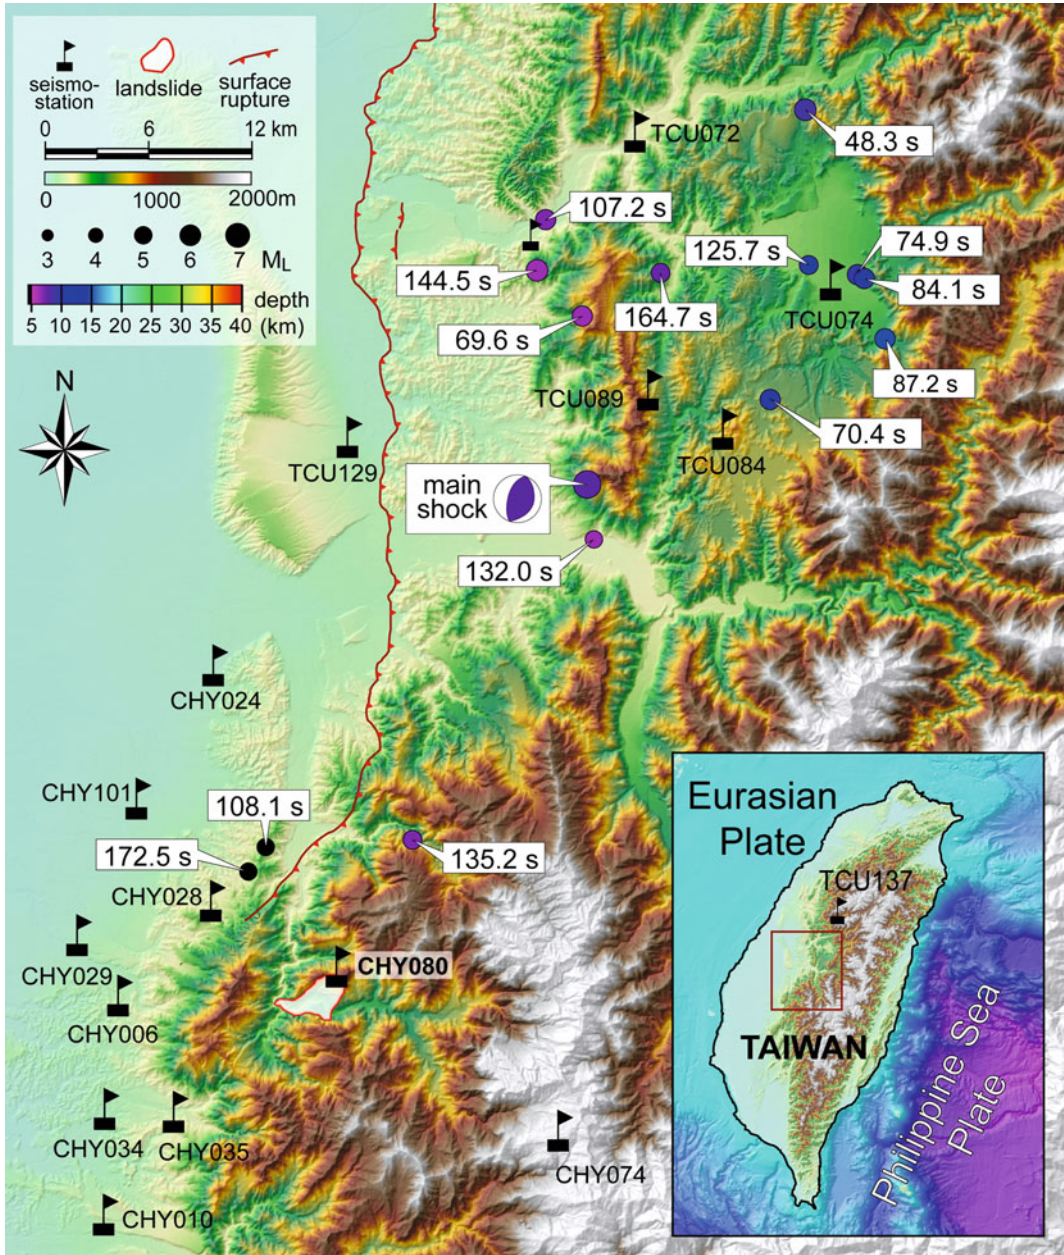 seismo-
station
landslide
surface
rupture
0 6 12 km
0 1000 2000m
3 4 5 6 7 M_L
5 10 15 20 25 30 35 40
depth
(km)
N
TCU072
48.3 s
107.2 s
125.7 s
74.9 s
144.5 s
84.1 s
164.7 s
TCU074
69.6 s
87.2 s
TCU089
70.4 s
TCU084
TCU129
main
shock
132.0 s
CHY024
CHY101
108.1 s
172.5 s
135.2 s
CHY028
CHY029
CHY080
CHY006
CHY034
CHY035
CHY074
CHY010
Eurasian
Plate
TCU137
TAIWAN
Philippine Sea
Plate